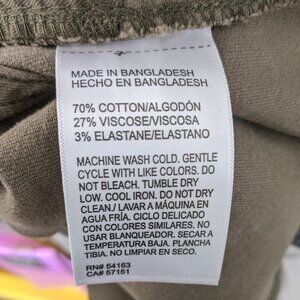 MADE IN BANGLADESH
HECHO EN BANGLADESH
70% COTTON/ALGODÓN
27% VISCOSE/VISCOSA
3% ELASTANE/ELASTANO
MACHINE WASH COLD. GENTLE
CYCLE WITH LIKE COLORS. DO
NOT BLEACH. TUMBLE DRY
LOW. COOL IRON. DO NOT DRY
CLEAN./ LAVAR A MÁQUINA EN
AGUA FRÍA. CICLO DELICADO
CON COLORES SIMILARES. NO
USAR BLANQUEADOR. SECAR A
TEMPERATURA BAJA. PLANCHA
TIBIA. NO LIMPIAR EN SECO.
RN# 54163
CA# 57151